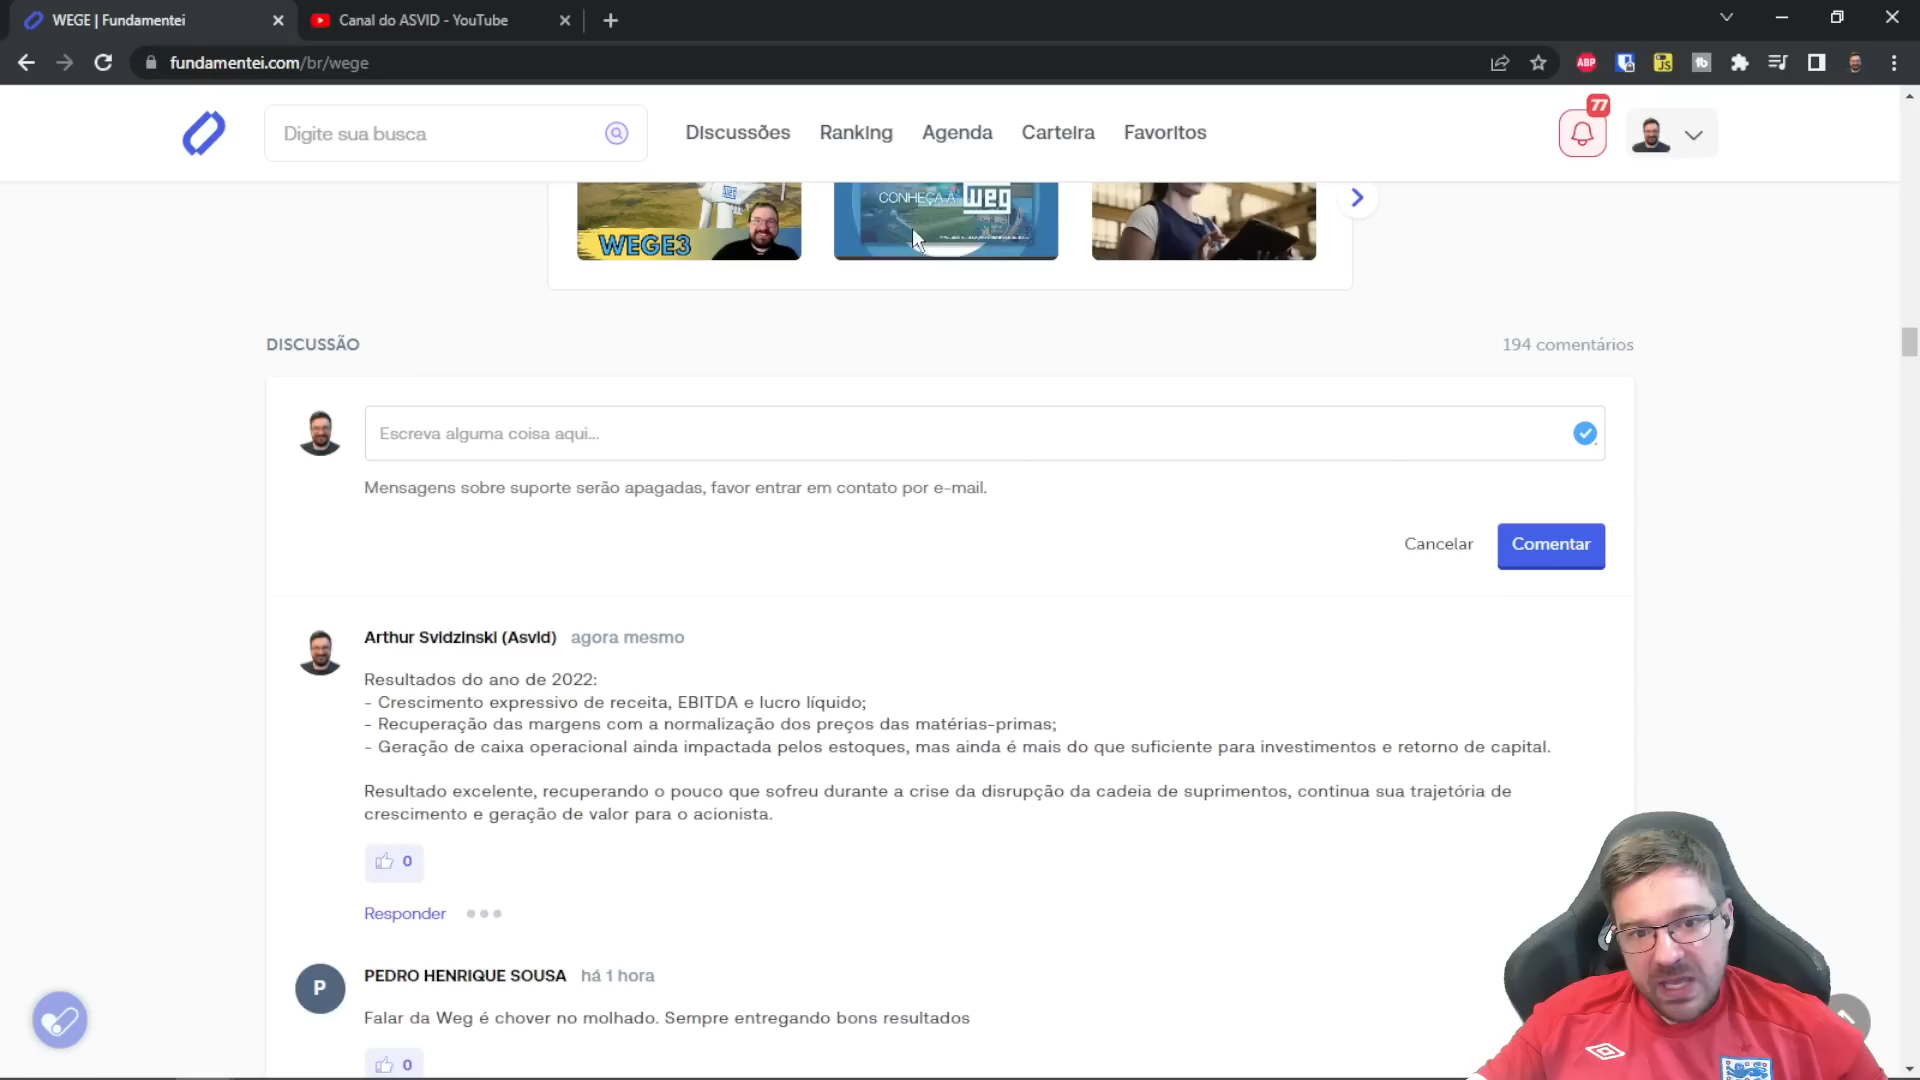 WEGE | Fundamentei
Canal do ASVID - YouTube
fundamentei.com/br/wege
ABP
JS
tb
Digite sua busca
Discussões
Ranking
Agenda
Carteira
Favoritos
77
WEGE3
CONHEÇA A weg
DISCUSSÃO
194 comentários
Escreva alguma coisa aqui...
Mensagens sobre suporte serão apagadas, favor entrar em contato por e-mail.
Cancelar
Comentar
Arthur Svidzinski (Asvid) agora mesmo
Resultados do ano de 2022:
- Crescimento expressivo de receita, EBITDA e lucro líquido;
- Recuperação das margens com a normalização dos preços das matérias-primas;
- Geração de caixa operacional ainda impactada pelos estoques, mas ainda é mais do que suficiente para investimentos e retorno de capital.
Resultado excelente, recuperando o pouco que sofreu durante a crise da disrupção da cadeia de suprimentos, continua sua trajetória de
crescimento e geração de valor para o acionista.
0
Responder
P
PEDRO HENRIQUE SOUSA há 1 hora
Falar da Weg é chover no molhado. Sempre entregando bons resultados
0